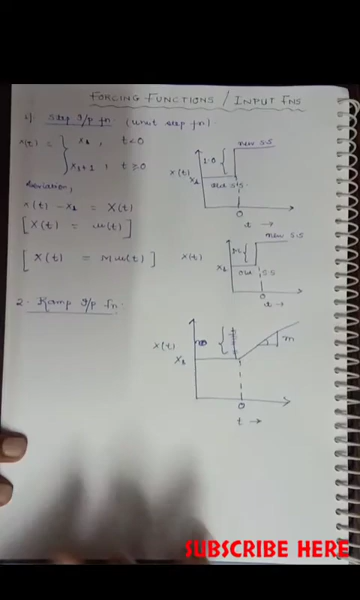 FORCING FUNCTIONS / INPUT FNS
1) Step I/p fn (unit step fn)
x(t) = { xs , t<0
xs+1 , t≥0
deviation,
x(t) - xs = X(t)
[X(t) = u(t)]
new s.s
1.0
x(t)
xs
old s.s.
0
t →
[X(t) = Mu(t)]
new s.s
M
x(t)
xs
old s.s
0
t →
2. Ramp I/p fn.
x(t)
xs
m
0
t →
SUBSCRIBE HERE